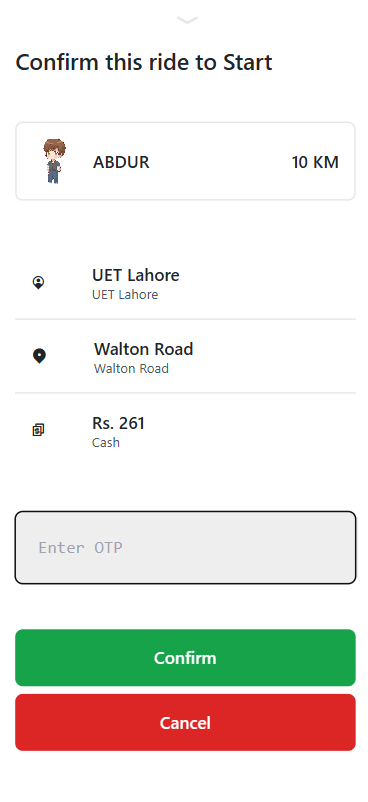 Confirm this ride to Start
ABDUR 10 KM
UET Lahore
UET Lahore
Walton Road
Walton Road
Rs. 261
Cash
Enter OTP
Confirm
Cancel